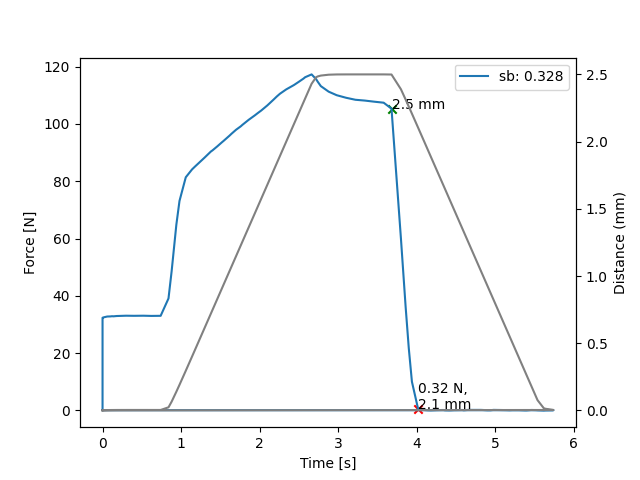 120
100
80
60
40
20
0
Force [N]
sb: 0.328
2.5 mm
0.32 N,
2.1 mm
2.5
2.0
1.5
1.0
0.5
0.0
Distance (mm)
0 1 2 3 4 5 6
Time [s]